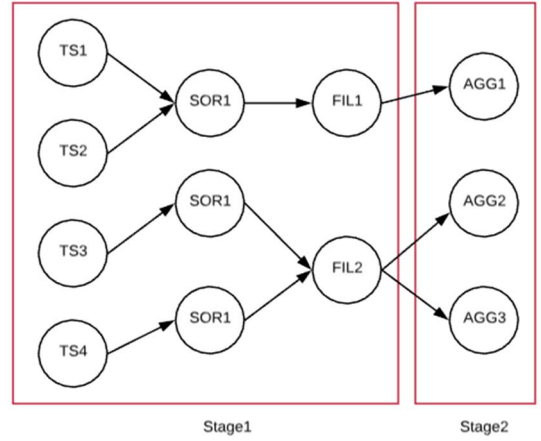 TS1
TS2
TS3
TS4
SOR1
SOR1
SOR1
FIL1
FIL2
AGG1
AGG2
AGG3
Stage1
Stage2